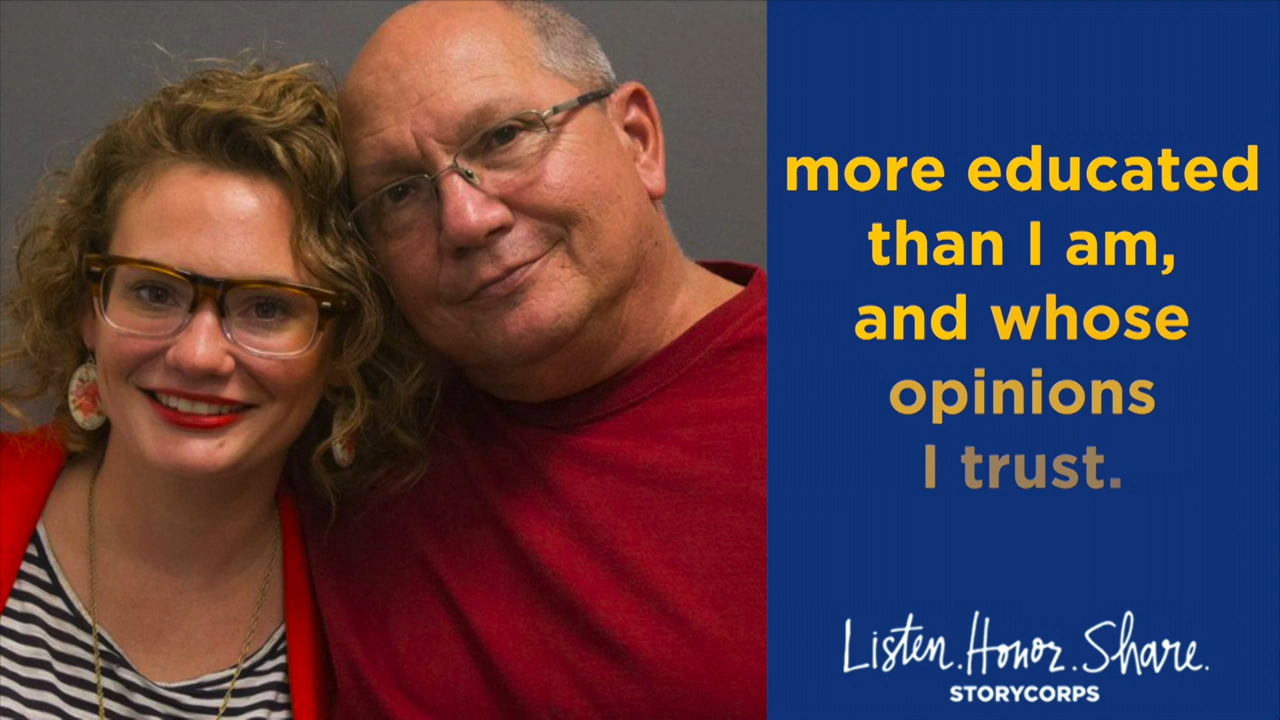 more educated
than I am,
and whose
opinions
I trust.
Listen. Honor. Share.
STORYCORPS